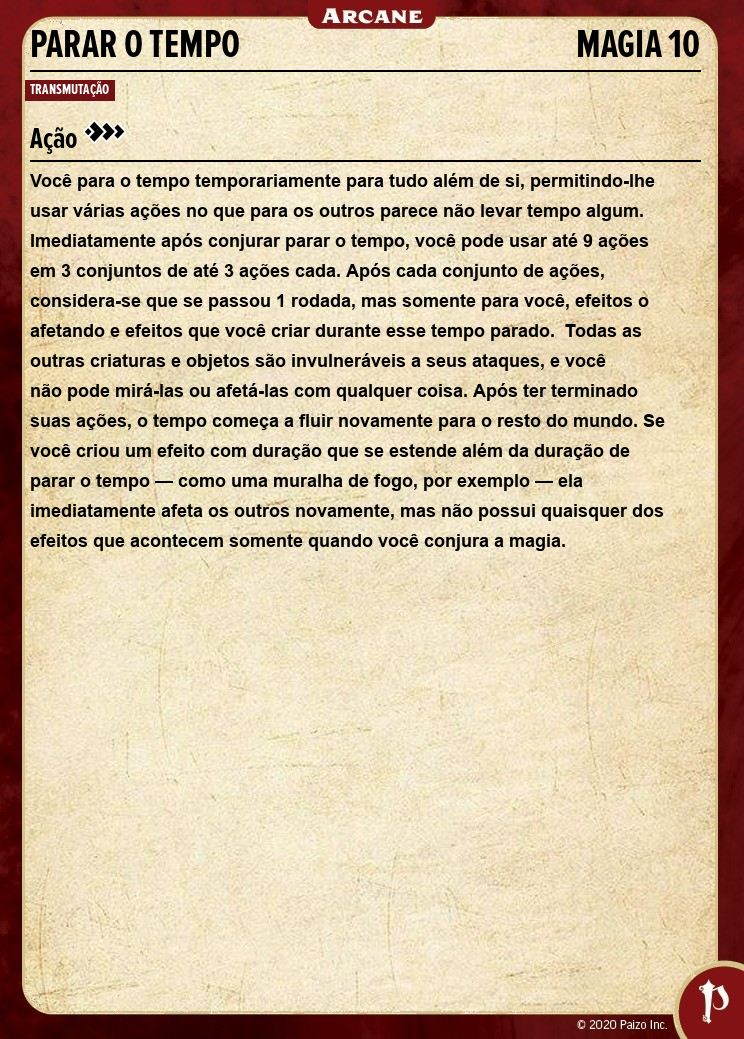 ARCANE
PARAR O TEMPO MAGIA 10
TRANSMUTAÇÃO
Ação
Você para o tempo temporariamente para tudo além de si, permitindo-lhe
usar várias ações no que para os outros parece não levar tempo algum.
Imediatamente após conjurar parar o tempo, você pode usar até 9 ações
em 3 conjuntos de até 3 ações cada. Após cada conjunto de ações,
considera-se que se passou 1 rodada, mas somente para você, efeitos o
afetando e efeitos que você criar durante esse tempo parado.  Todas as
outras criaturas e objetos são invulneráveis a seus ataques, e você
não pode mirá-las ou afetá-las com qualquer coisa. Após ter terminado
suas ações, o tempo começa a fluir novamente para o resto do mundo. Se
você criou um efeito com duração que se estende além da duração de
parar o tempo — como uma muralha de fogo, por exemplo — ela
imediatamente afeta os outros novamente, mas não possui quaisquer dos
efeitos que acontecem somente quando você conjura a magia.
© 2020 Paizo Inc.